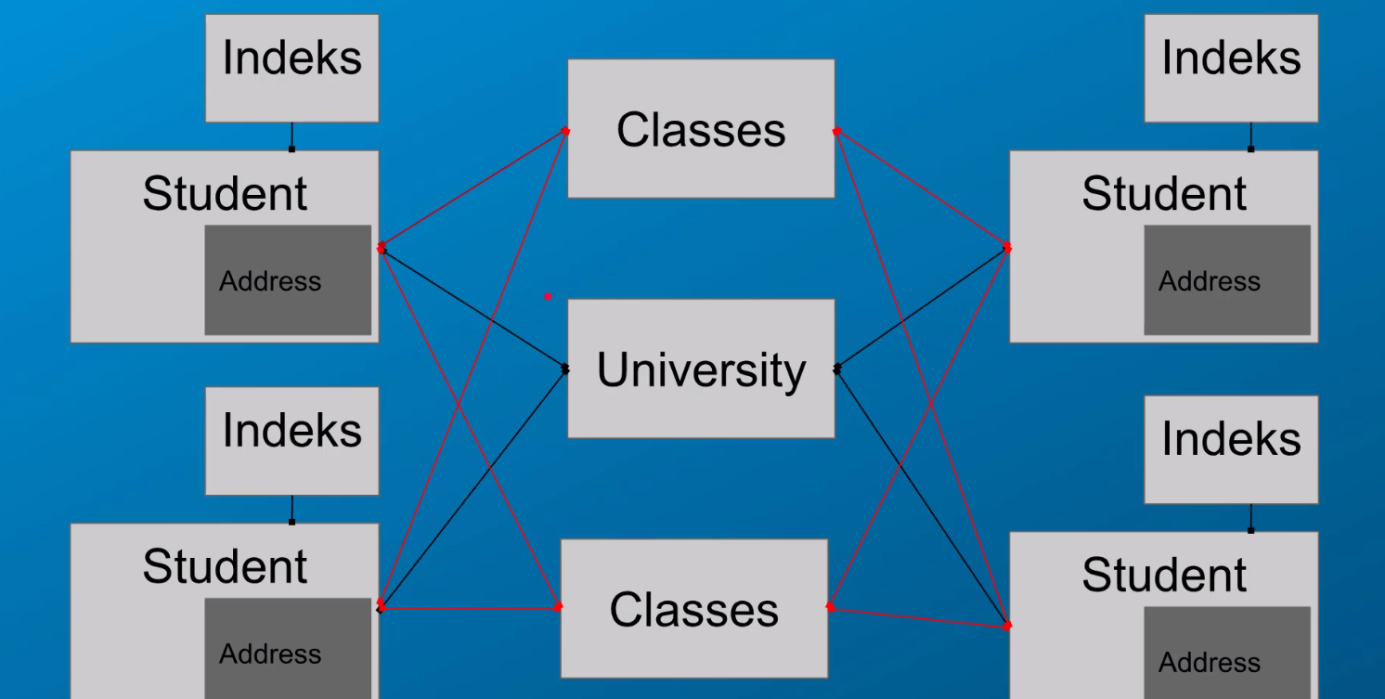 Indeks
Student
Address
Indeks
Student
Address
Classes
University
Classes
Indeks
Student
Address
Indeks
Student
Address